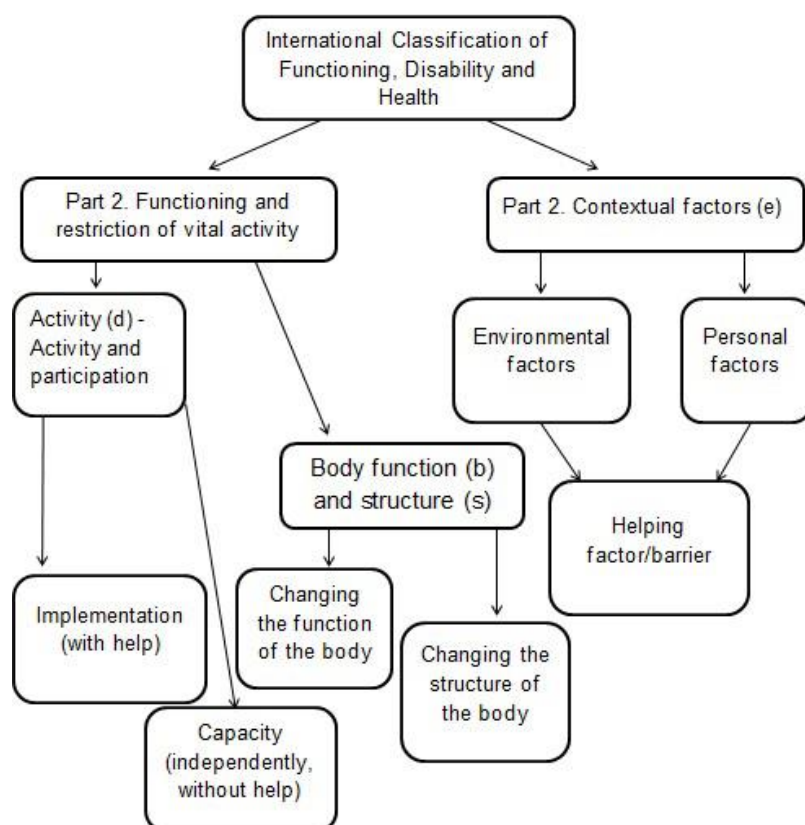 International Classification of
Functioning, Disability and
Health
Part 2. Functioning and
restriction of vital activity
Part 2. Contextual factors (e)
Activity (d) -
Activity and
participation
Environmental
factors
Personal
factors
Body function (b)
and structure (s)
Helping
factor/barrier
Implementation
(with help)
Changing
the function
of the body
Changing the
structure of
the body
Capacity
(independently,
without help)